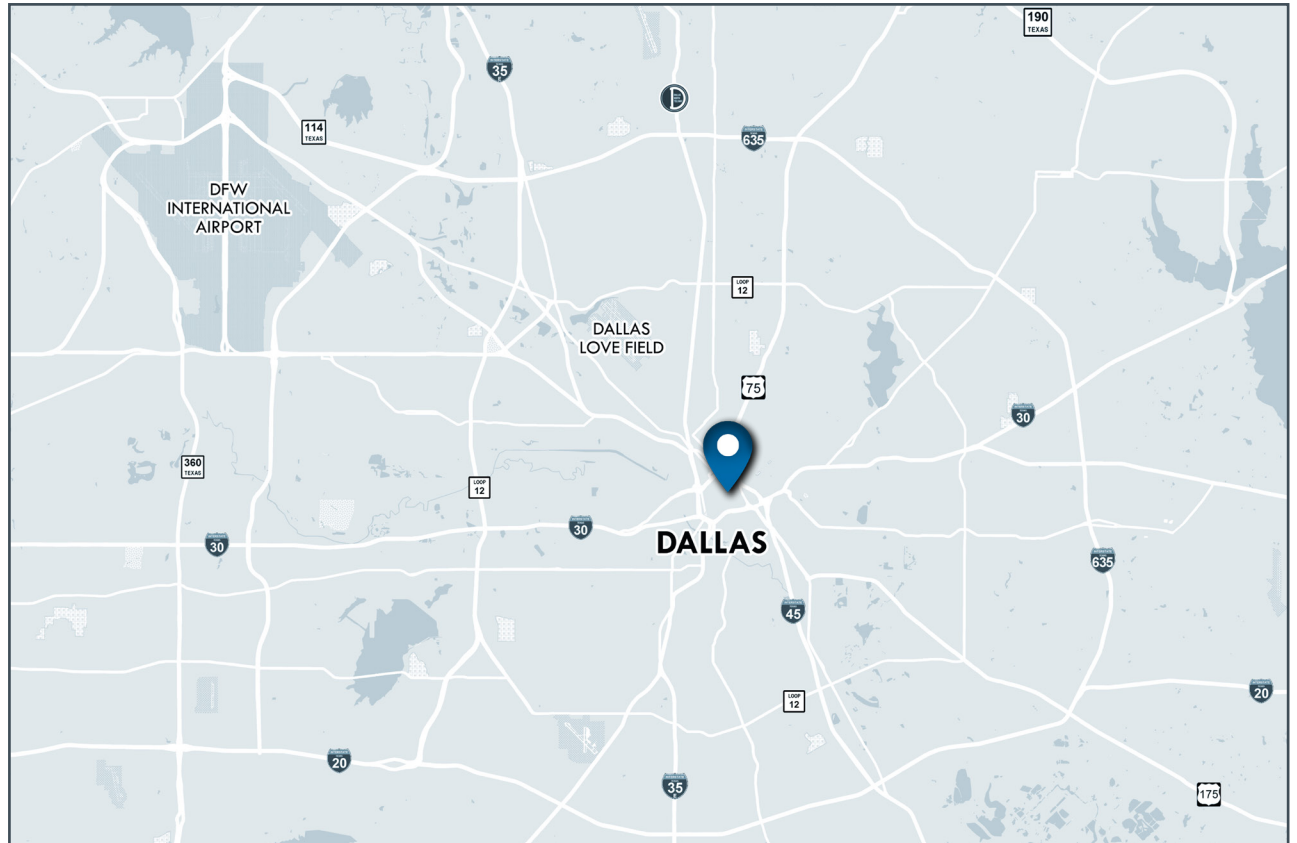 190
TEXAS
35
E
635
114
TEXAS
DFW
INTERNATIONAL
AIRPORT
LOOP
12
DALLAS
LOVE FIELD
75
30
360
TEXAS
LOOP
12
30
30
DALLAS
635
45
LOOP
12
20
20
35
E
175